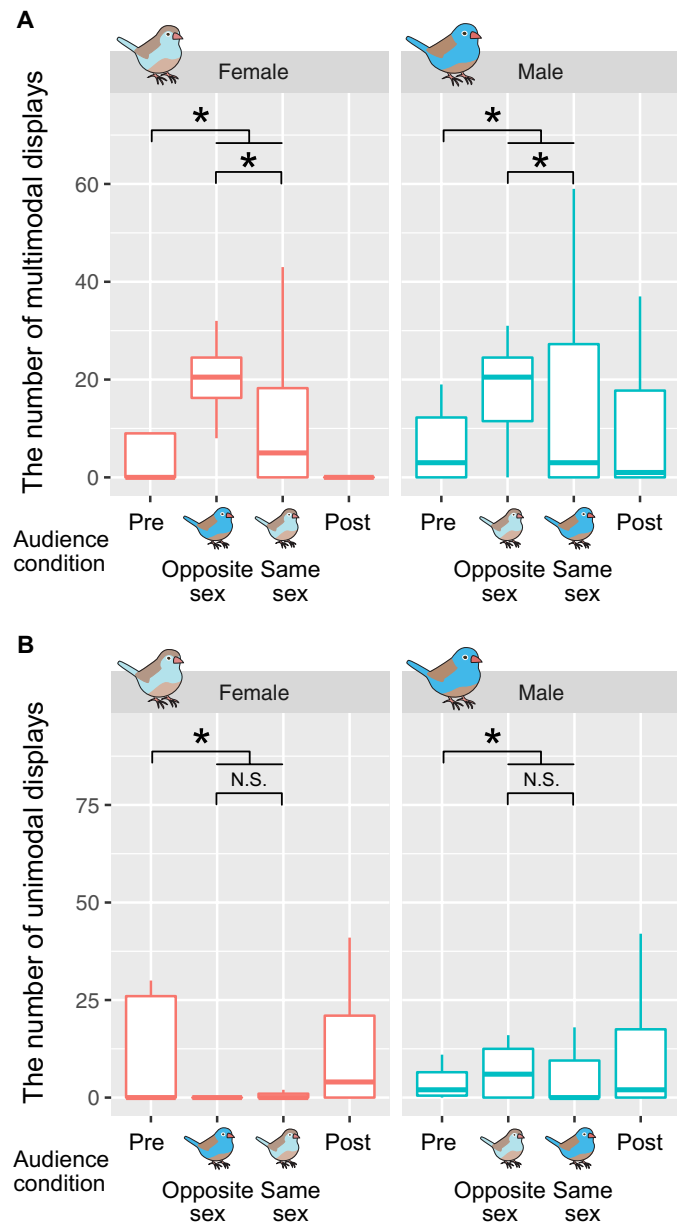 A
Female
Male
The number of multimodal displays
*
*
*
*
60
40
20
0
Pre
Post
Pre
Post
Audience
condition
Opposite Same
sex sex
Opposite Same
sex sex
B
Female
Male
The number of unimodal displays
*
N.S.
*
N.S.
75
50
25
0
Pre
Post
Pre
Post
Audience
condition
Opposite Same
sex sex
Opposite Same
sex sex